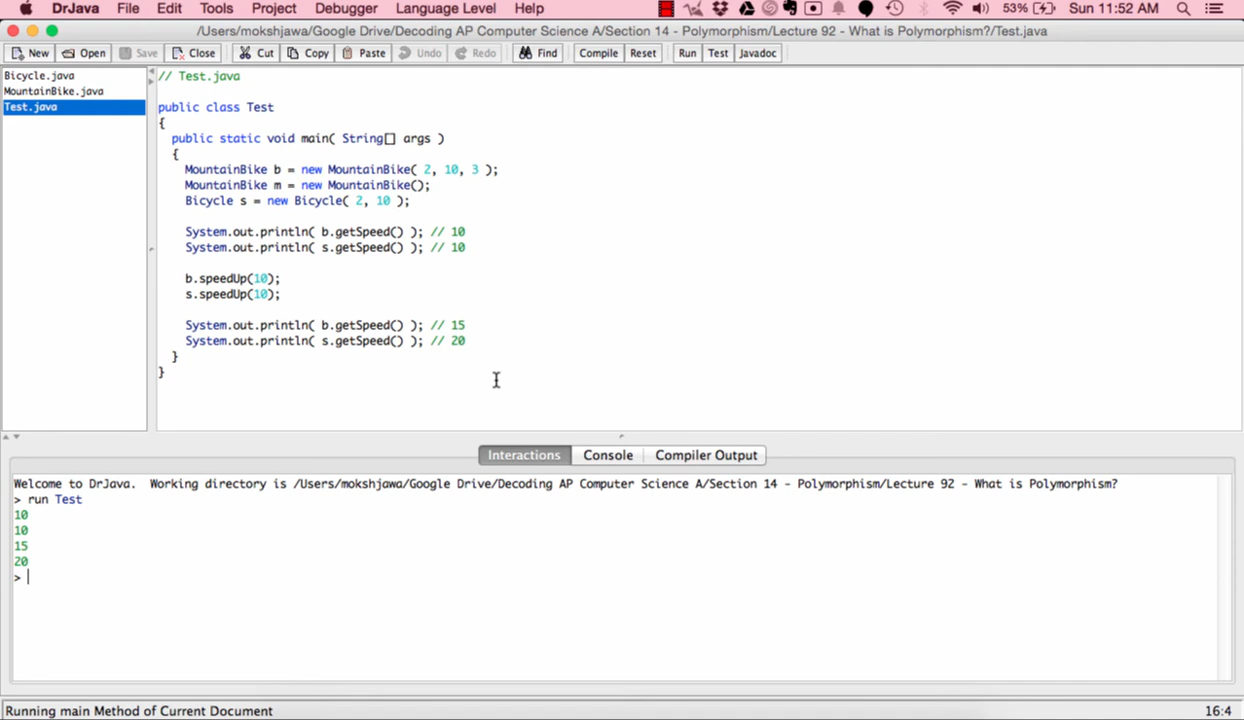 DrJava File Edit Tools Project Debugger Language Level Help 53% Sun 11:52 AM
/Users/mokshjawa/Google Drive/Decoding AP Computer Science A/Section 14 - Polymorphism/Lecture 92 - What is Polymorphism?/Test.java
New Open Save Close Cut Copy Paste Undo Redo Find Compile Reset Run Test Javadoc
Bicycle.java
MountainBike.java
Test.java
// Test.java
public class Test
{
public static void main( String[] args )
{
MountainBike b = new MountainBike( 2, 10, 3 );
MountainBike m = new MountainBike();
Bicycle s = new Bicycle( 2, 10 );
System.out.println( b.getSpeed() ); // 10
System.out.println( s.getSpeed() ); // 10
b.speedUp(10);
s.speedUp(10);
System.out.println( b.getSpeed() ); // 15
System.out.println( s.getSpeed() ); // 20
}
}
Interactions Console Compiler Output
Welcome to DrJava. Working directory is /Users/mokshjawa/Google Drive/Decoding AP Computer Science A/Section 14 - Polymorphism/Lecture 92 - What is Polymorphism?
> run Test
10
10
15
20
>
Running main Method of Current Document 16:4